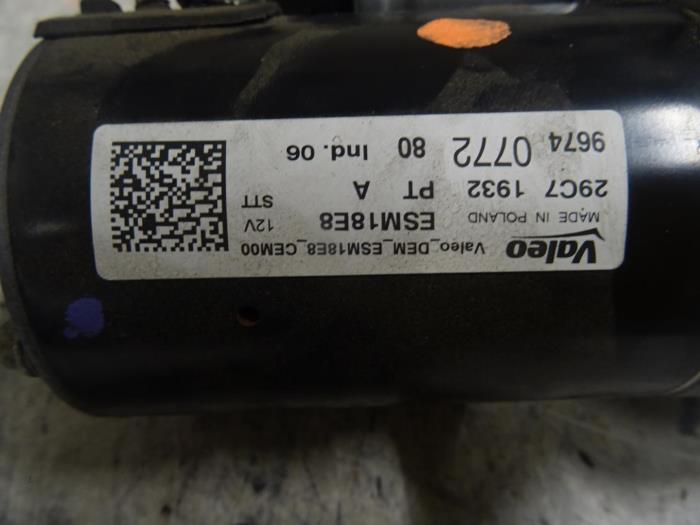 Valeo Valeo_DEM_ESM18E8_CEM00
MADE IN POLAND ESM18E8 12V
29C7 1932 PT A STT
9674 0772 80 Ind. 06